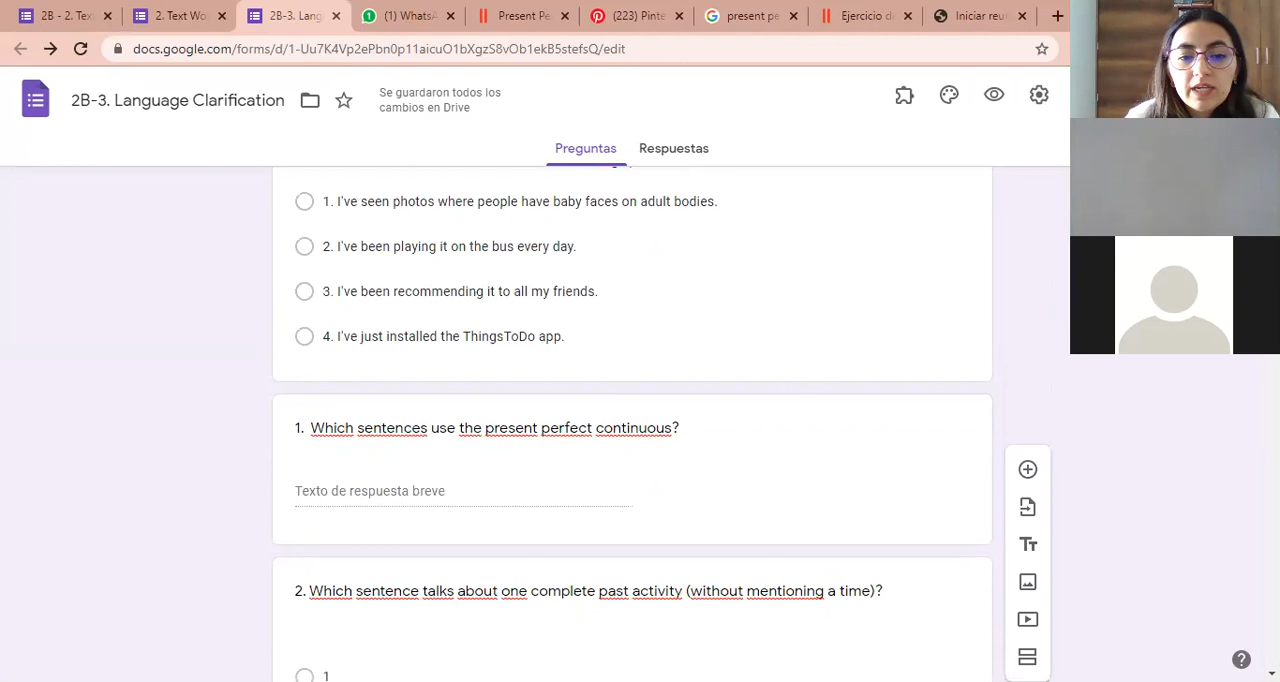 2B - 2. Tex
2. Text Wo
2B-3. Lang
(1) WhatsA
Present Pe
(223) Pinte
present pe
Ejercicio d
Iniciar reu
docs.google.com/forms/d/1-Uu7K4Vp2ePbn0p11aicuO1bXgzS8vOb1ekB5stefsQ/edit
2B-3. Language Clarification
Se guardaron todos los
cambios en Drive
Preguntas
Respuestas
1. I've seen photos where people have baby faces on adult bodies.
2. I've been playing it on the bus every day.
3. I've been recommending it to all my friends.
4. I've just installed the ThingsToDo app.
1. Which sentences use the present perfect continuous?
Texto de respuesta breve
2. Which sentence talks about one complete past activity (without mentioning a time)?
1